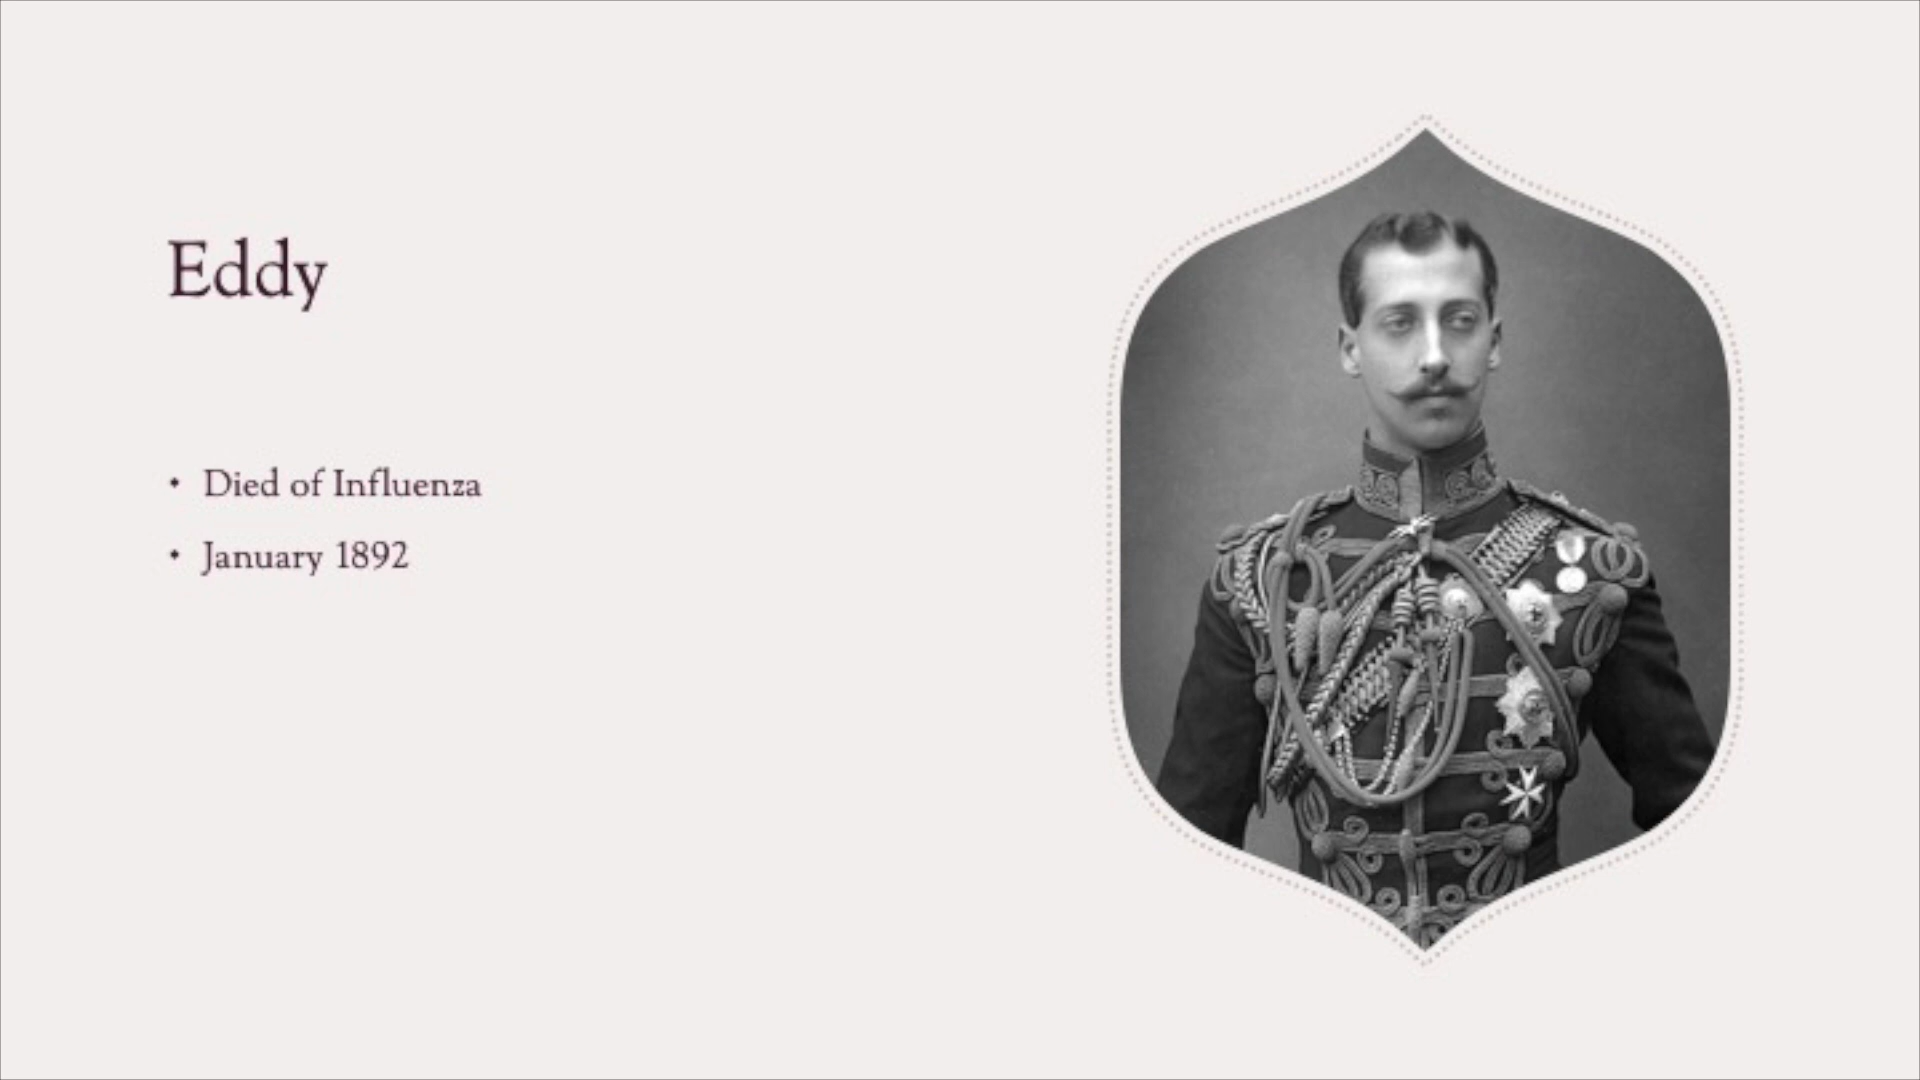 Eddy
• Died of Influenza
• January 1892